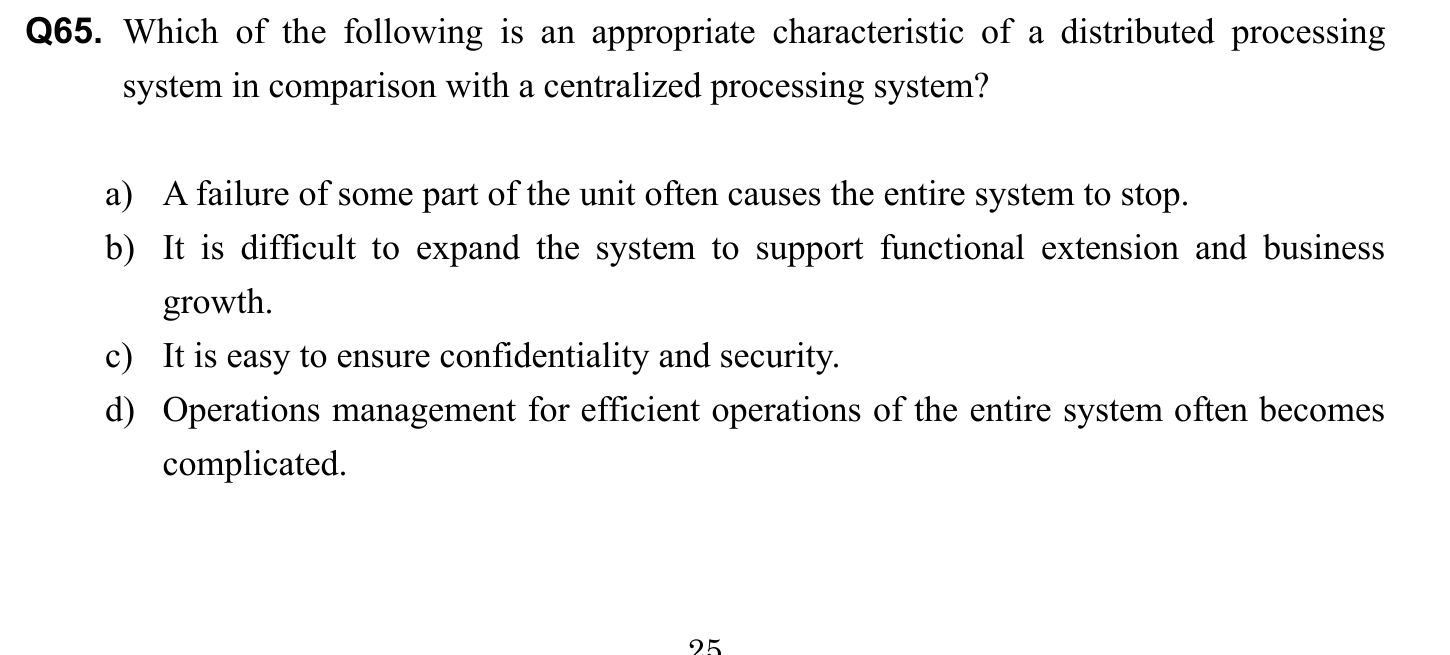 Q65. Which of the following is an appropriate characteristic of a distributed processing
system in comparison with a centralized processing system?
a) A failure of some part of the unit often causes the entire system to stop.
b) It is difficult to expand the system to support functional extension and business
growth.
c) It is easy to ensure confidentiality and security.
d) Operations management for efficient operations of the entire system often becomes
complicated.
25